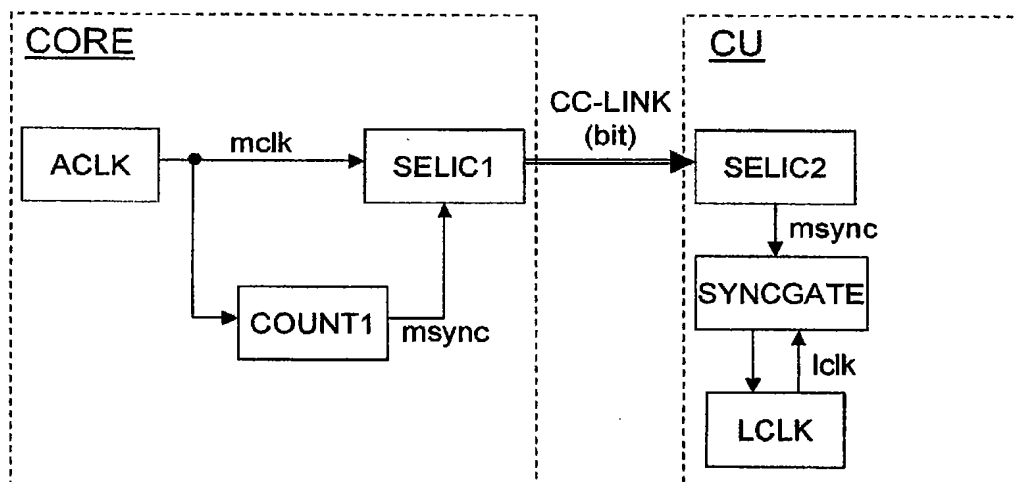 CORE
CU
CC-LINK
(bit)
ACLK
mclk
SELIC1
SELIC2
msync
SYNCGATE
COUNT1
msync
lclk
LCLK